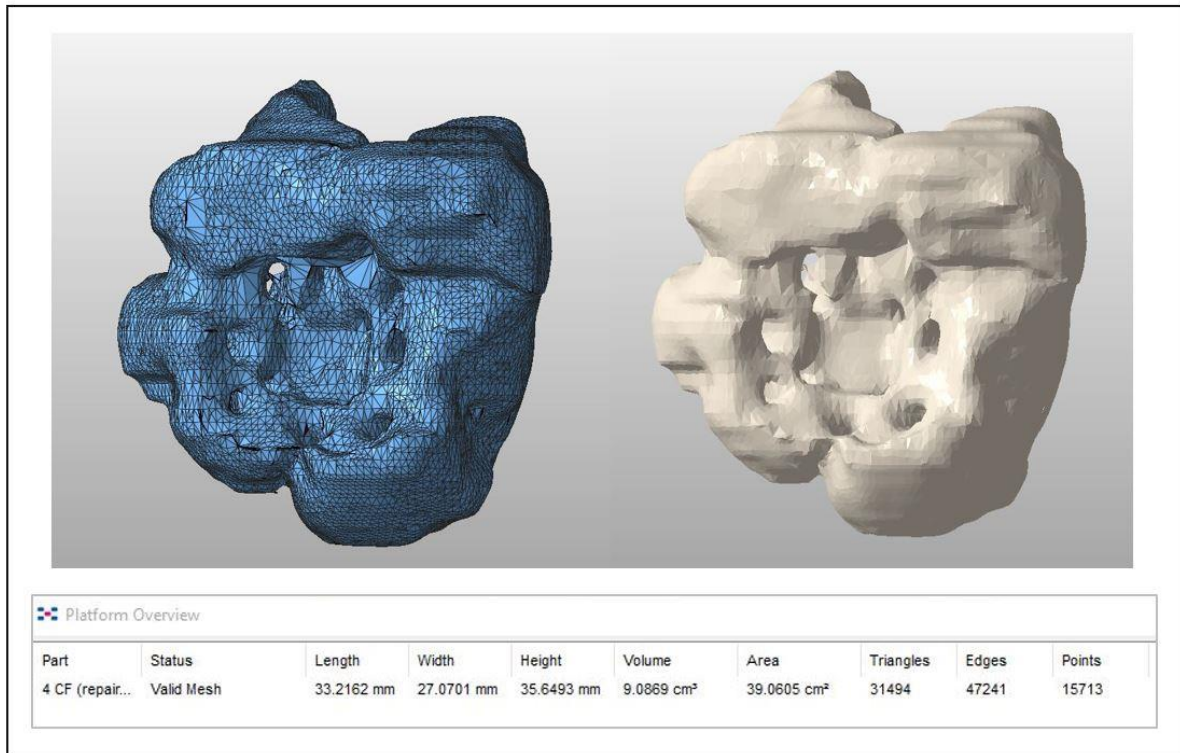 Platform Overview
Part Status Length Width Height Volume Area Triangles Edges Points
4 CF (repair... Valid Mesh 33.2162 mm 27.0701 mm 35.6493 mm 9.0869 cm³ 39.0605 cm² 31494 47241 15713